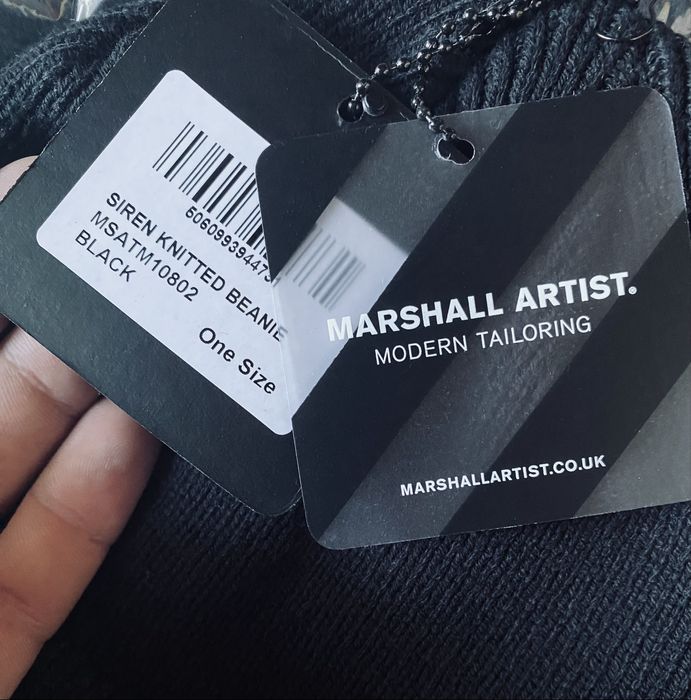 SIREN KNITTED BEANIE
MSATM10802
BLACK
One Size
MARSHALL ARTIST.
MODERN TAILORING
MARSHALLARTIST.CO.UK